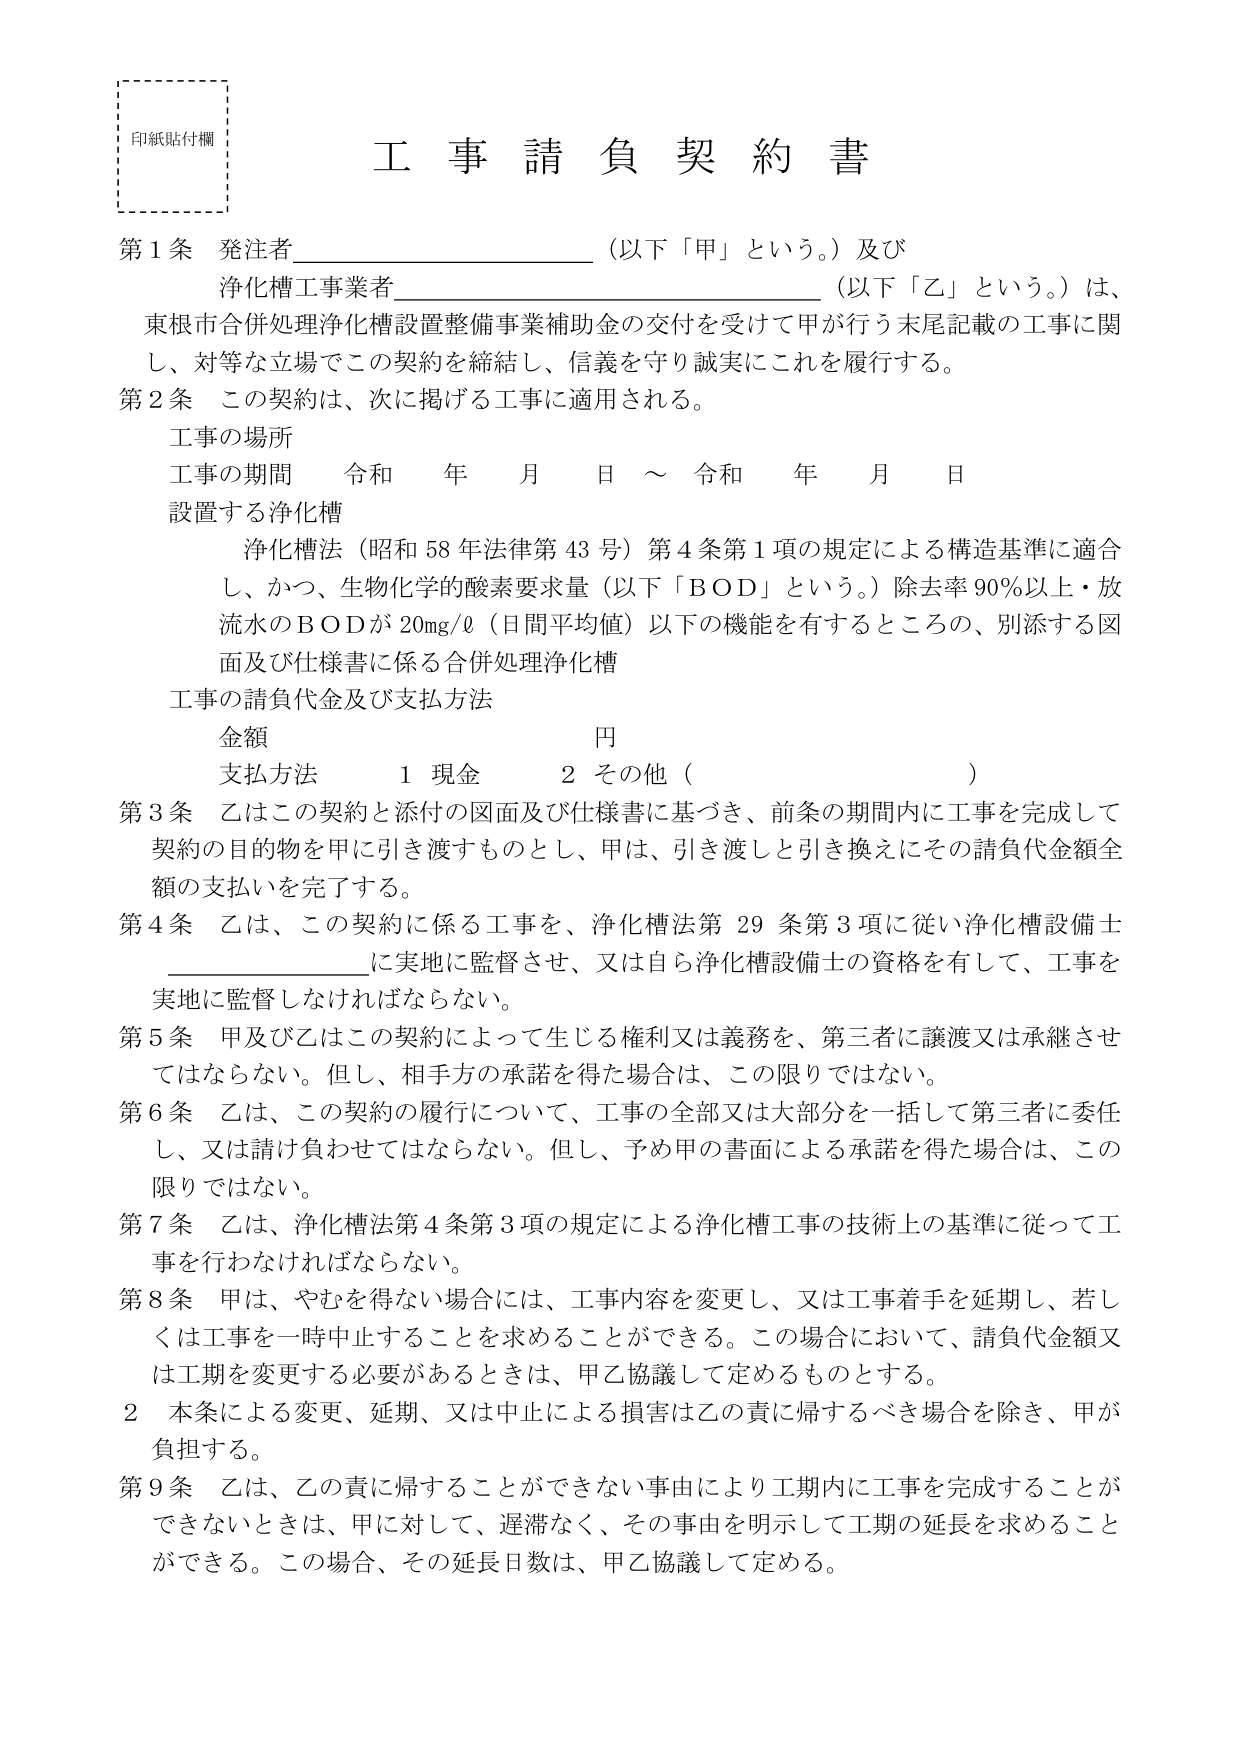 印紙貼付欄
工 事 請 負 契 約 書
第１条　発注者　　　　　　　　　　　　（以下「甲」という。）及び
浄化槽工事業者　　　　　　　　　　　　　　　　　（以下「乙」という。）は、
東根市合併処理浄化槽設置整備事業補助金の交付を受けて甲が行う末尾記載の工事に関
し、対等な立場でこの契約を締結し、信義を守り誠実にこれを履行する。
第２条　この契約は、次に掲げる工事に適用される。
工事の場所
工事の期間　　令和　　年　　月　　日 ～ 令和　　年　　月　　日
設置する浄化槽
浄化槽法（昭和 58 年法律第 43 号）第４条第１項の規定による構造基準に適合
し、かつ、生物化学的酸素要求量（以下「ＢＯＤ」という。）除去率 90％以上・放
流水のＢＯＤが 20mg/ℓ（日間平均値）以下の機能を有するところの、別添する図
面及び仕様書に係る合併処理浄化槽
工事の請負代金及び支払方法
金額　　　　　　　　　　　　　円
支払方法　　　１ 現金　　　２ その他（　　　　　　　　　　　）
第３条　乙はこの契約と添付の図面及び仕様書に基づき、前条の期間内に工事を完成して
契約の目的物を甲に引き渡すものとし、甲は、引き渡しと引き換えにその請負代金額全
額の支払いを完了する。
第４条　乙は、この契約に係る工事を、浄化槽法第 29 条第３項に従い浄化槽設備士
　　　　　　　　に実地に監督させ、又は自ら浄化槽設備士の資格を有して、工事を
実地に監督しなければならない。
第５条　甲及び乙はこの契約によって生じる権利又は義務を、第三者に譲渡又は承継させ
てはならない。但し、相手方の承諾を得た場合は、この限りではない。
第６条　乙は、この契約の履行について、工事の全部又は大部分を一括して第三者に委任
し、又は請け負わせてはならない。但し、予め甲の書面による承諾を得た場合は、この
限りではない。
第７条　乙は、浄化槽法第４条第３項の規定による浄化槽工事の技術上の基準に従って工
事を行わなければならない。
第８条　甲は、やむを得ない場合には、工事内容を変更し、又は工事着手を延期し、若し
くは工事を一時中止することを求めることができる。この場合において、請負代金額又
は工期を変更する必要があるときは、甲乙協議して定めるものとする。
２　本条による変更、延期、又は中止による損害は乙の責に帰するべき場合を除き、甲が
負担する。
第９条　乙は、乙の責に帰することができない事由により工期内に工事を完成することが
できないときは、甲に対して、遅滞なく、その事由を明示して工期の延長を求めること
ができる。この場合、その延長日数は、甲乙協議して定める。